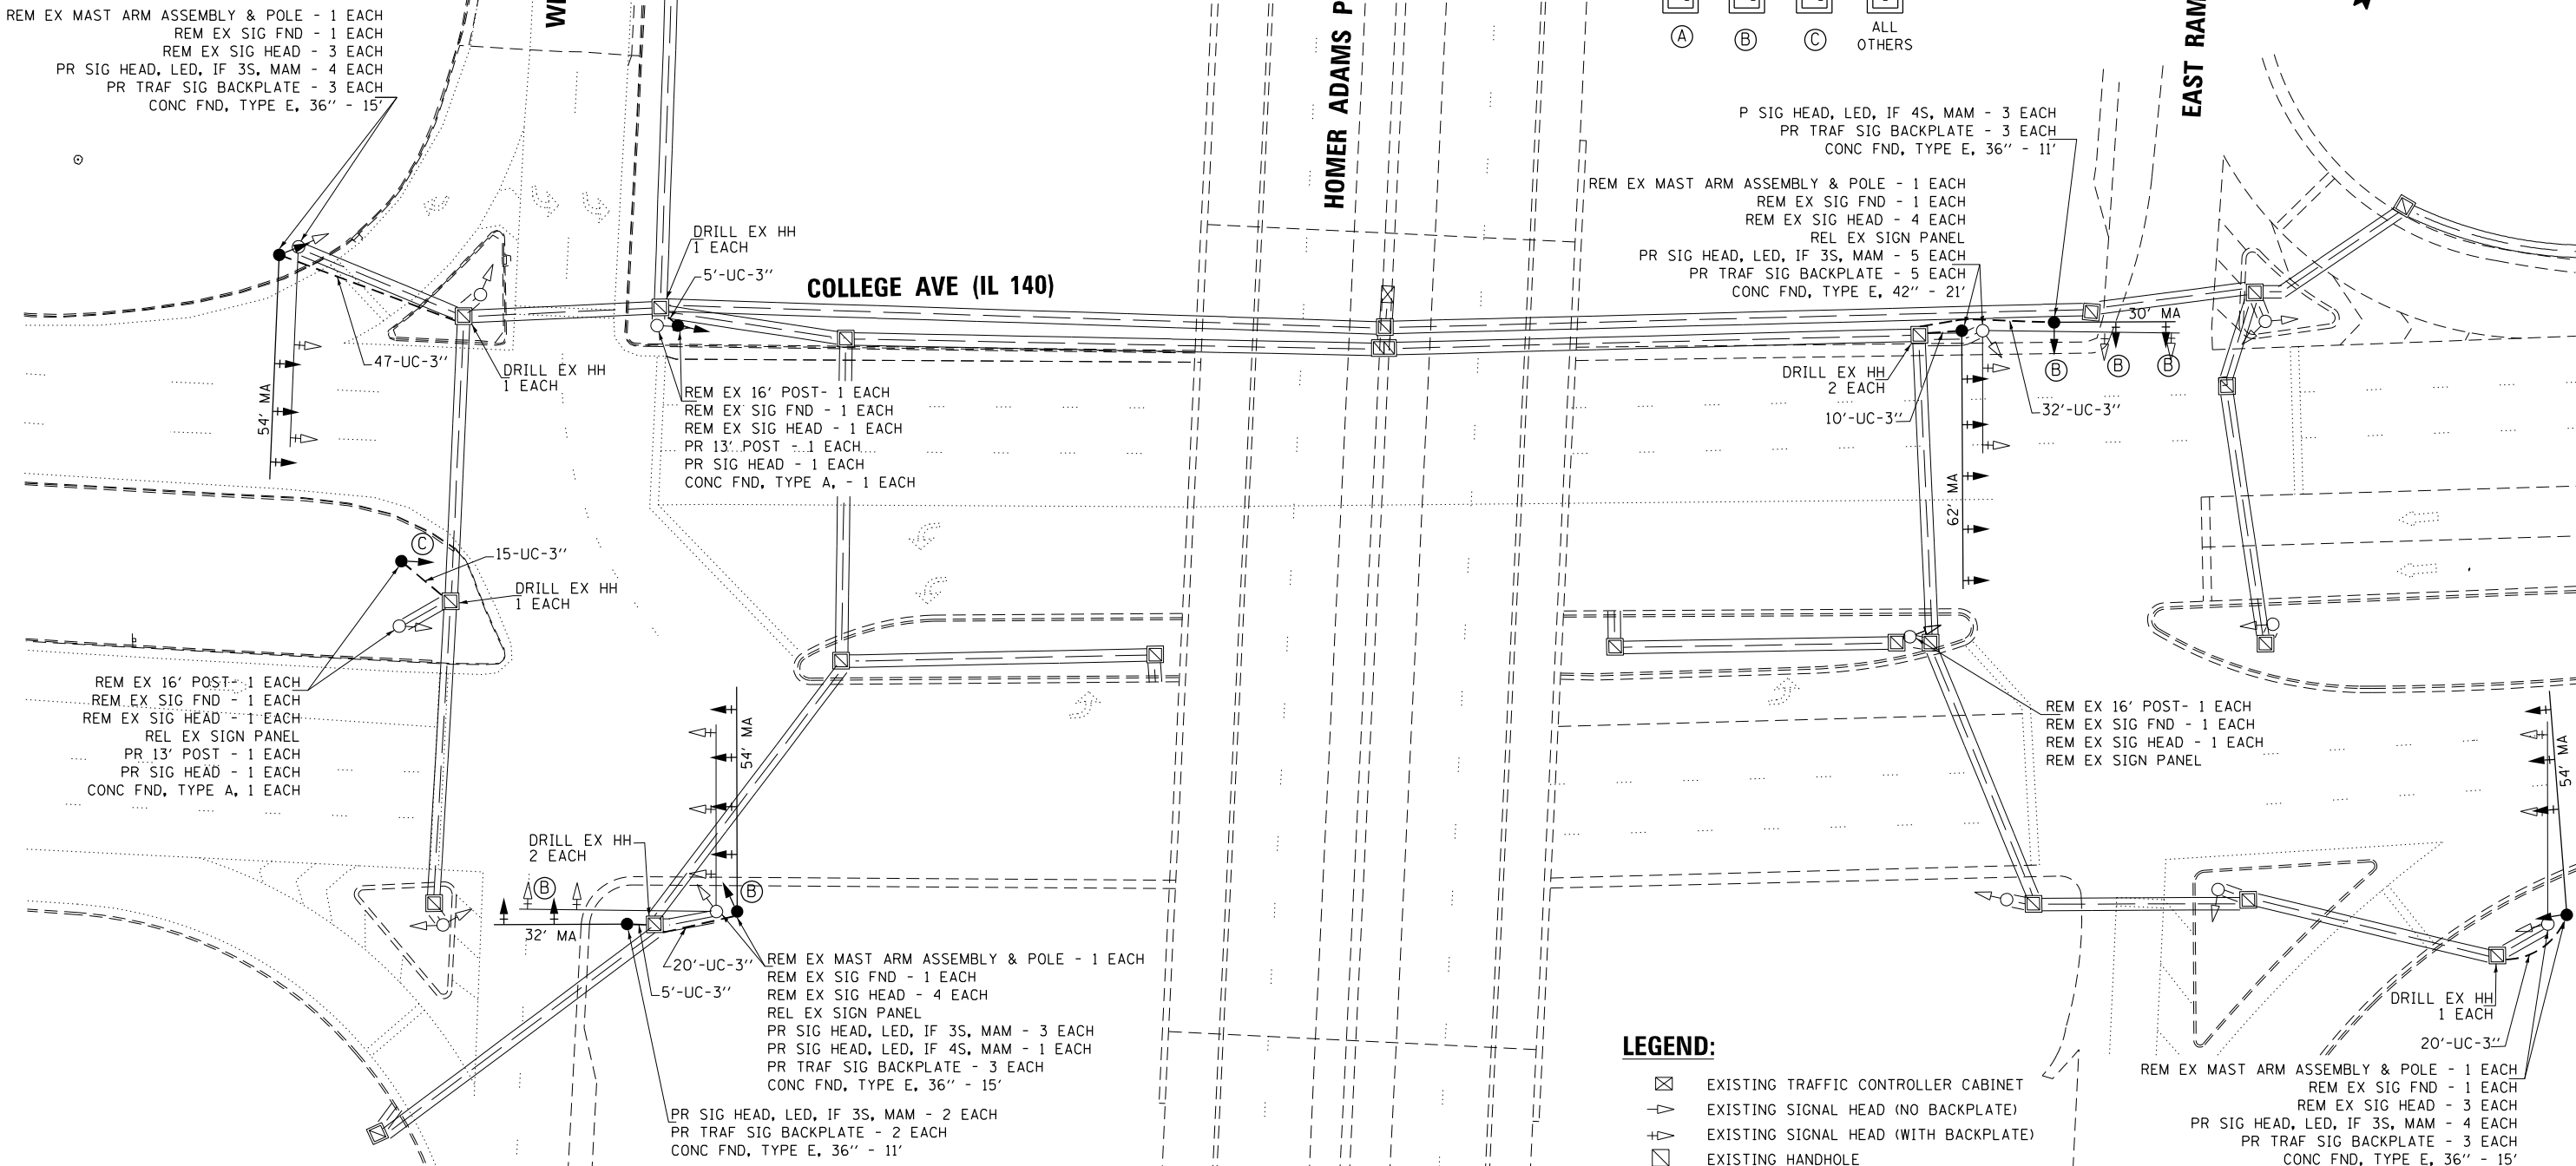 REM EX MAST ARM ASSEMBLY & POLE - 1 EACH
REM EX SIG FND - 1 EACH
REM EX SIG HEAD - 3 EACH
PR SIG HEAD, LED, IF 3S, MAM - 4 EACH
PR TRAF SIG BACKPLATE - 3 EACH
CONC FND, TYPE E, 36'' - 15'
HOMER ADAMS P
A
B
C
ALL
OTHERS
EAST RAM
P SIG HEAD, LED, IF 4S, MAM - 3 EACH
PR TRAF SIG BACKPLATE - 3 EACH
CONC FND, TYPE E, 36'' - 11'
REM EX MAST ARM ASSEMBLY & POLE - 1 EACH
REM EX SIG FND - 1 EACH
REM EX SIG HEAD - 4 EACH
REL EX SIGN PANEL
PR SIG HEAD, LED, IF 3S, MAM - 5 EACH
PR TRAF SIG BACKPLATE - 5 EACH
CONC FND, TYPE E, 42'' - 21'
DRILL EX HH
1 EACH
5'-UC-3''
COLLEGE AVE (IL 140)
47-UC-3''
DRILL EX HH
1 EACH
54' MA
REM EX 16' POST- 1 EACH
REM EX SIG FND - 1 EACH
REM EX SIG HEAD - 1 EACH
PR 13' POST - 1 EACH
PR SIG HEAD - 1 EACH
CONC FND, TYPE A, - 1 EACH
30' MA
B
B
B
DRILL EX HH
2 EACH
10'-UC-3''
32'-UC-3''
62' MA
C
15-UC-3''
DRILL EX HH
1 EACH
REM EX 16' POST- 1 EACH
REM EX SIG FND - 1 EACH
REM EX SIG HEAD - 1 EACH
REL EX SIGN PANEL
PR 13' POST - 1 EACH
PR SIG HEAD - 1 EACH
CONC FND, TYPE A, 1 EACH
54' MA
DRILL EX HH
2 EACH
B
B
32' MA
20'-UC-3''
5'-UC-3''
REM EX MAST ARM ASSEMBLY & POLE - 1 EACH
REM EX SIG FND - 1 EACH
REM EX SIG HEAD - 4 EACH
REL EX SIGN PANEL
PR SIG HEAD, LED, IF 3S, MAM - 3 EACH
PR SIG HEAD, LED, IF 4S, MAM - 1 EACH
PR TRAF SIG BACKPLATE - 3 EACH
CONC FND, TYPE E, 36'' - 15'
PR SIG HEAD, LED, IF 3S, MAM - 2 EACH
PR TRAF SIG BACKPLATE - 2 EACH
CONC FND, TYPE E, 36'' - 11'
REM EX 16' POST- 1 EACH
REM EX SIG FND - 1 EACH
REM EX SIG HEAD - 1 EACH
REM EX SIGN PANEL
54' MA
DRILL EX HH
1 EACH
20'-UC-3''
REM EX MAST ARM ASSEMBLY & POLE - 1 EACH
REM EX SIG FND - 1 EACH
REM EX SIG HEAD - 3 EACH
PR SIG HEAD, LED, IF 3S, MAM - 4 EACH
PR TRAF SIG BACKPLATE - 3 EACH
CONC FND, TYPE E, 36'' - 15'
LEGEND:
EXISTING TRAFFIC CONTROLLER CABINET
EXISTING SIGNAL HEAD (NO BACKPLATE)
EXISTING SIGNAL HEAD (WITH BACKPLATE)
EXISTING HANDHOLE